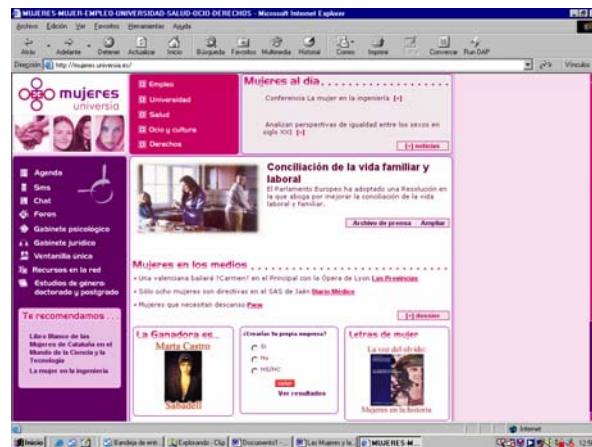 MUJERES-MUJER-EMPLEO-UNIVERSIDAD-SALUD-OCIO-DERECHOS - Microsoft Internet Explorer
Archivo Edición Ver Favoritos Herramientas Ayuda
Atrás Adelante Detener Actualizar Inicio Búsqueda Favoritos Multimedia Historial Correo Imprimir Conversar Run DAP
Dirección http://mujeres.universia.es/ Vínculos
mujeres
universia
Empleo
Universidad
Salud
Ocio y cultura
Derechos
Mujeres al día
Conferencia La mujer en la ingeniería [+]
Analizan perspectivas de igualdad entre los sexos en
siglo XXI [+]
[+] noticias
Agenda
Sms
Chat
Foros
Gabinete psicológico
Gabinete jurídico
Ventanilla única
Recursos en la red
Estudios de género:
doctorado y postgrado
Te recomendamos ...
Libro Blanco de las
Mujeres de Cataluña en el
Mundo de la Ciencia y la
Tecnología
La mujer en la ingeniería
Conciliación de la vida familiar y
laboral
El Parlamento Europeo ha adoptado una Resolución en
la que aboga por mejorar la conciliación de la vida
laboral y familiar.
Archivo de prensa Ampliar
Mujeres en los medios
• Una valenciana bailará ?Carmen? en el Principal con la Ópera de Lyon Las Provincias
• Sólo ocho mujeres son directivas en el SAS de Jaén Diario Médico
• Mujeres que necesitan descanso
[+] dossier
La Ganadora es...
Marta Castro
Sabadell
¿Crearías tu propia empresa?
Si
No
NS/NC
votar
Ver resultados
Letras de mujer
La voz del olvido:
Mujeres en la historia
Internet
Inicio Bandeja de ent... Explorando - Clip Documento1 - ... Las Mujeres y la... MUJERES-M... 12:5